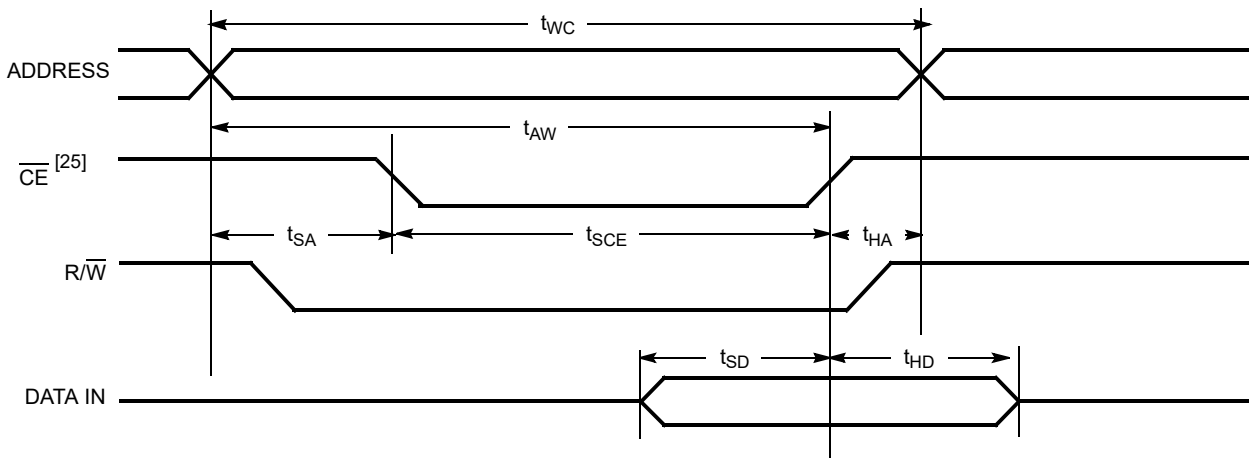 tWC
ADDRESS
tAW
CE [25]
tSA
tSCE
tHA
R/W
tSD
tHD
DATA IN